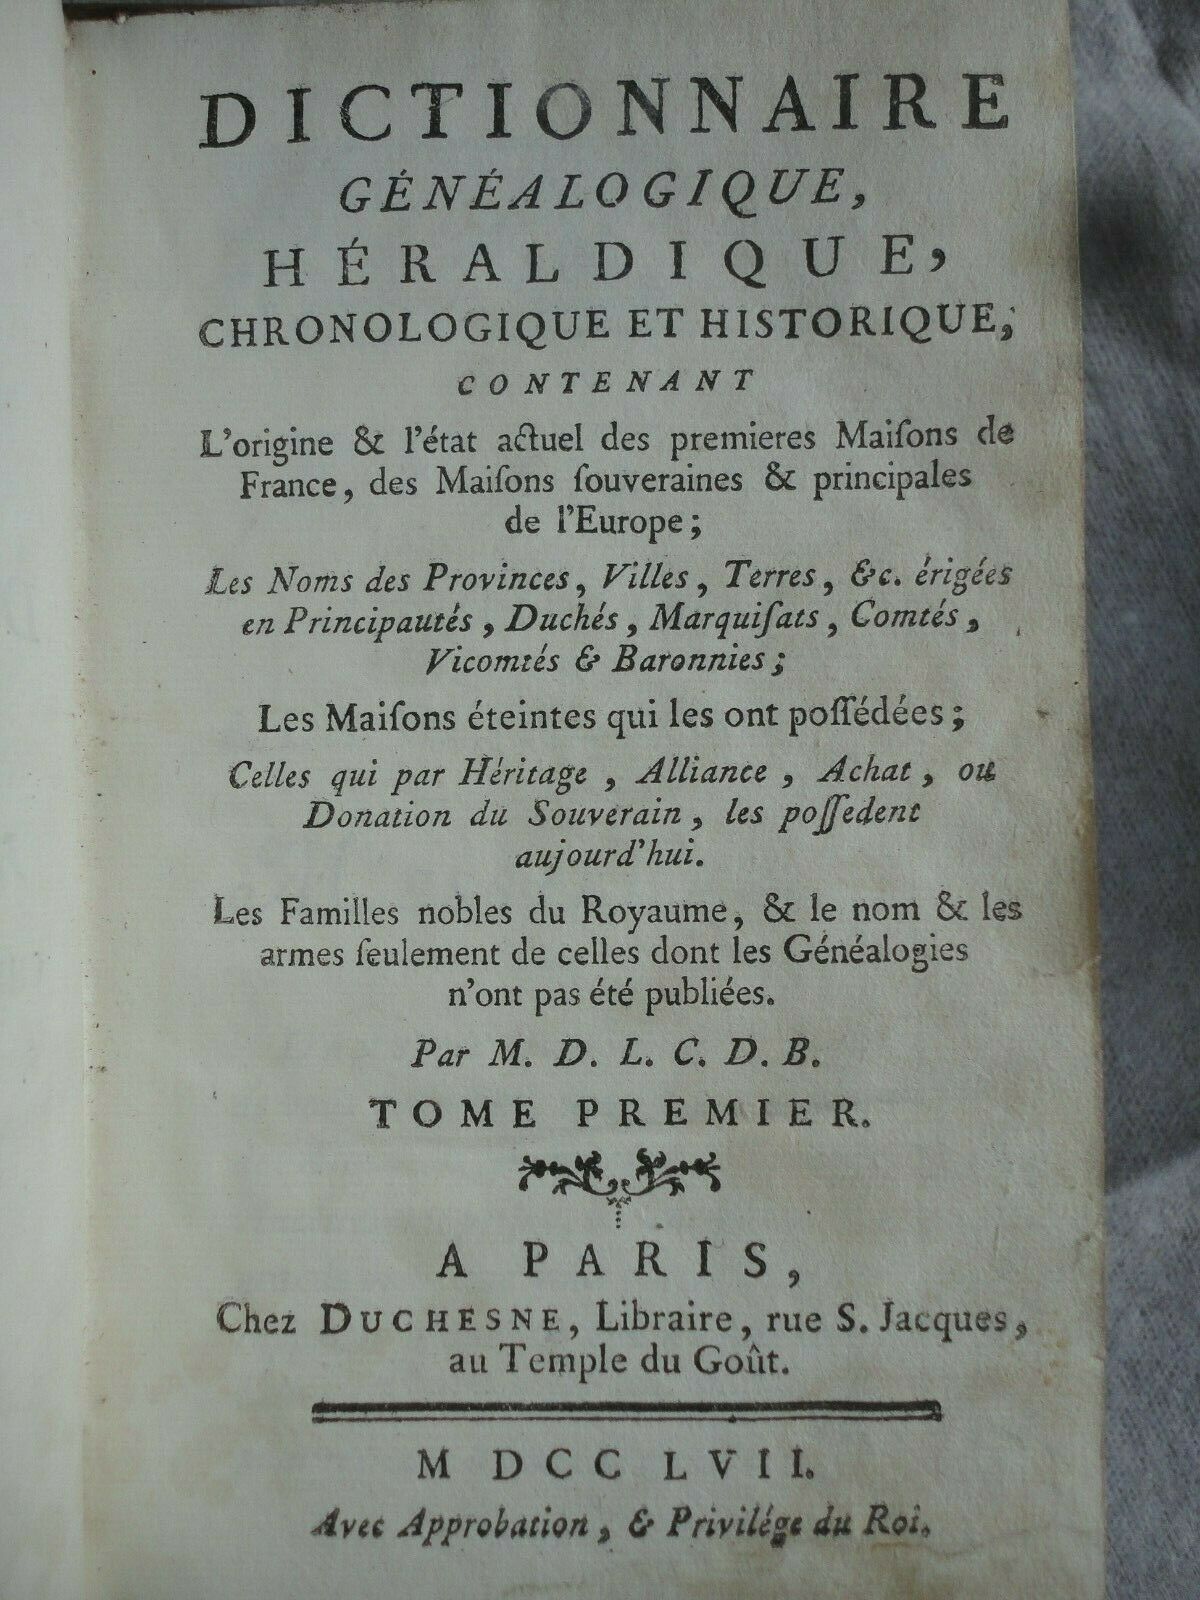 DICTIONNAIRE
GÉNÉALOGIQUE,
HÉRALDIQUE,
CHRONOLOGIQUE ET HISTORIQUE,
CONTENANT
L'origine & l'état actuel des premieres Maiſons de
France, des Maiſons ſouveraines & principales
de l'Europe;
Les Noms des Provinces, Villes, Terres, &c. érigées
en Principautés, Duchés, Marquiſats, Comtés,
Vicomtés & Baronnies;
Les Maiſons éteintes qui les ont poſſédées;
Celles qui par Héritage, Alliance, Achat, ou
Donation du Souverain, les poſſedent
aujourd'hui.
Les Familles nobles du Royaume, & le nom & les
armes ſeulement de celles dont les Généalogies
n'ont pas été publiées.
Par M. D. L. C. D. B.
TOME PREMIER.
A PARIS,
Chez DUCHESNE, Libraire, rue S. Jacques,
au Temple du Goût.
M DCC LVII.
Avec Approbation, & Privilége du Roi.